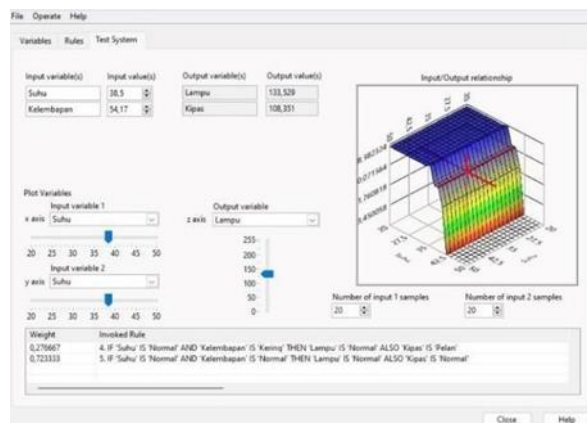 File Operate Help
Variables Rules Test System
Input variable(s) Input value(s) Output variable(s) Output value(s) Input/Output relationship
Suhu 38,5 Lampu 133,529
Kelembapan 54,17 Kipas 108,351
Plot Variables
Input variable 1 Output variable
x axis Suhu z axis Lampu
20 25 30 35 40 45 50
Input variable 2
y axis Suhu
20 25 30 35 40 45 50
255-
200-
150-
100-
50-
0-
Suhu
Suhu
Number of input 1 samples Number of input 2 samples
20 20
Weight Invoked Rule
0,276667 4. IF 'Suhu' IS 'Normal' AND 'Kelembapan' IS 'Kering' THEN 'Lampu' IS 'Normal' ALSO 'Kipas' IS 'Pelan'
0,723333 5. IF 'Suhu' IS 'Normal' AND 'Kelembapan' IS 'Normal' THEN 'Lampu' IS 'Normal' ALSO 'Kipas' IS 'Normal'
Close Help